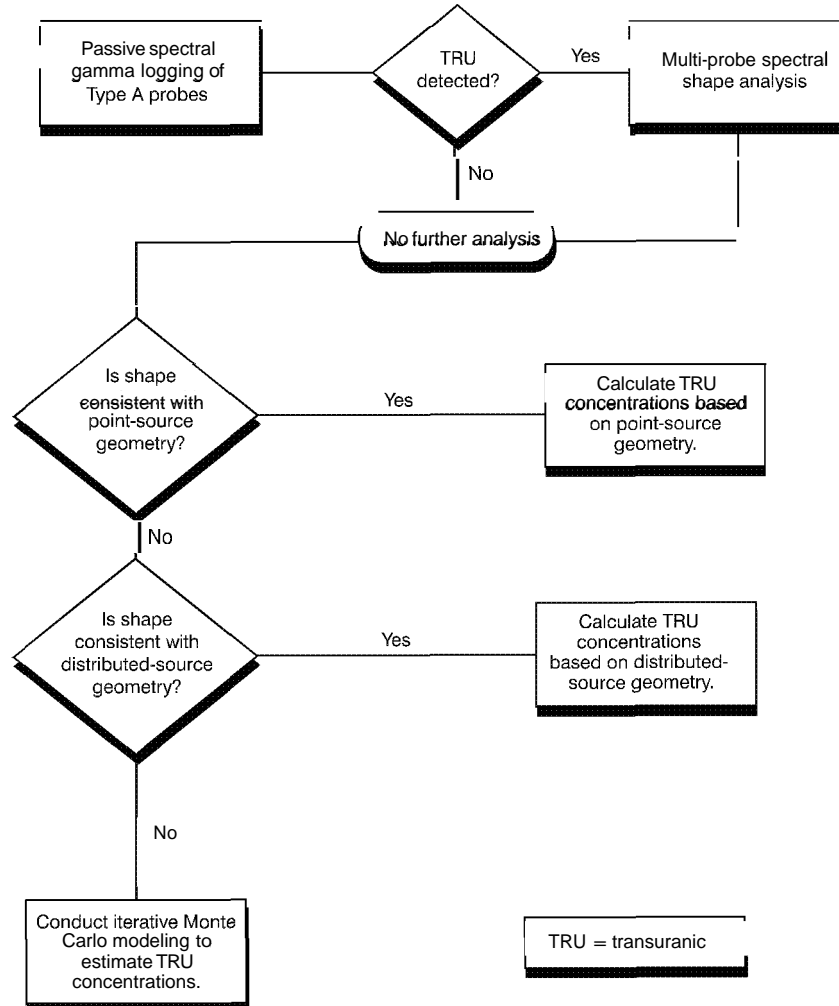 Passive spectral
gamma logging of
Type A probes
TRU
detected?
Yes
Multi-probe spectral
shape analysis
No
No further analysis
Is shape
consistent with
point-source
geometry?
Yes
Calculate TRU
concentrations based
on point-source
geometry.
No
Is shape
consistent with
distributed-source
geometry?
Yes
Calculate TRU
concentrations
based on distributed-
source geometry.
No
Conduct iterative Monte
Carlo modeling to
estimate TRU
concentrations.
TRU = transuranic